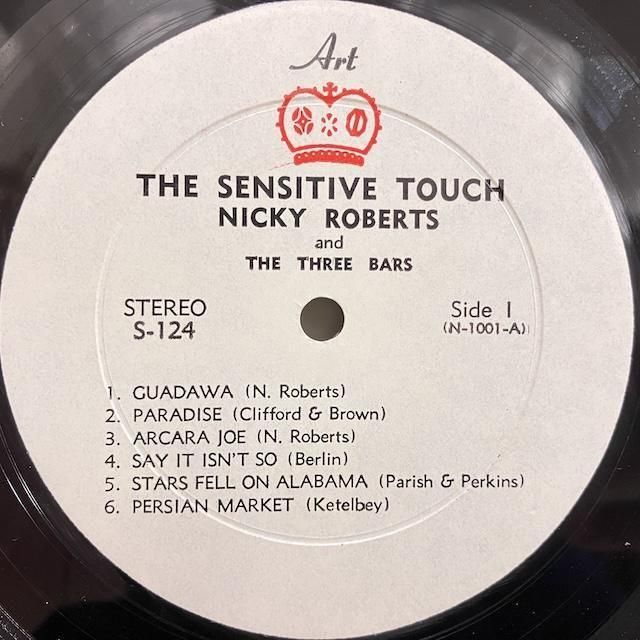 Art
THE SENSITIVE TOUCH
NICKY ROBERTS
and
THE THREE BARS
STEREO
S-124
Side 1
(N-1001-A)
1. GUADAWA (N. Roberts)
2. PARADISE (Clifford & Brown)
3. ARCARA JOE (N. Roberts)
4. SAY IT ISN'T SO (Berlin)
5. STARS FELL ON ALABAMA (Parish & Perkins)
6. PERSIAN MARKET (Ketelbey)